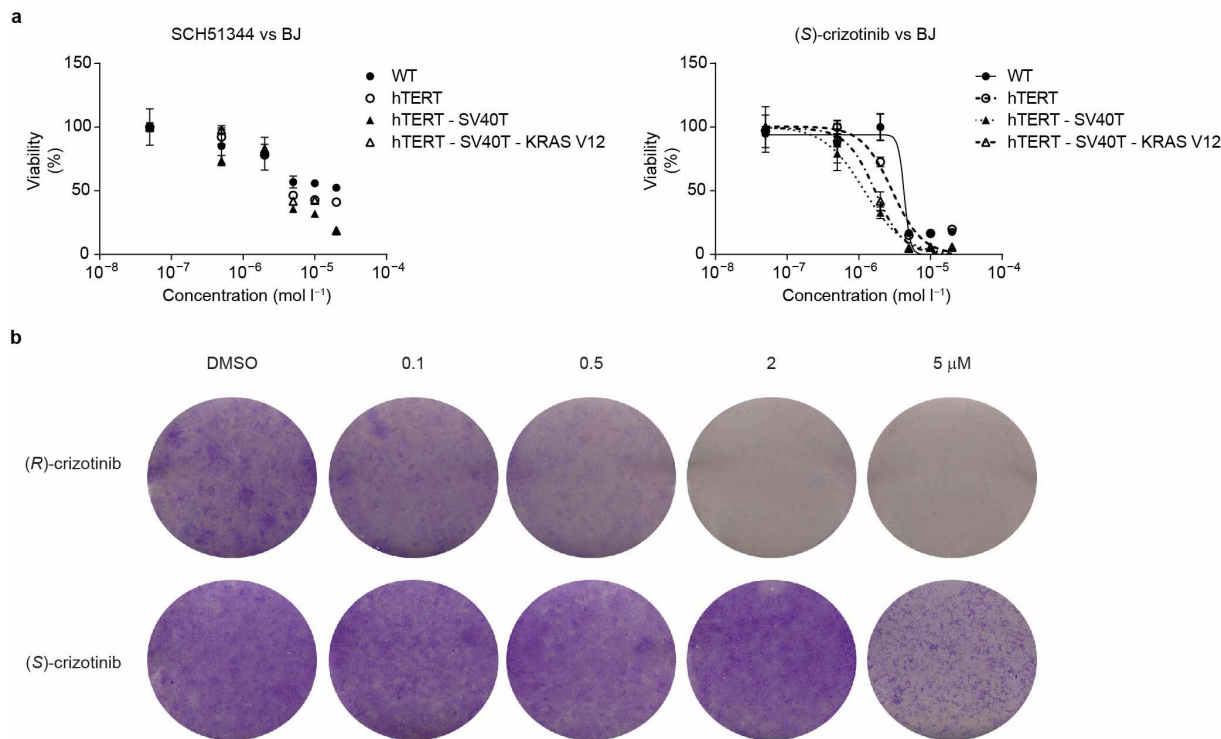 a
SCH51344 vs BJ
150
100
50
0
Viability
(%)
10⁻⁸ 10⁻⁷ 10⁻⁶ 10⁻⁵ 10⁻⁴
Concentration (mol l⁻¹)
WT
hTERT
hTERT - SV40T
hTERT - SV40T - KRAS V12
(S)-crizotinib vs BJ
150
100
50
0
Viability
(%)
10⁻⁸ 10⁻⁷ 10⁻⁶ 10⁻⁵ 10⁻⁴
Concentration (mol l⁻¹)
WT
hTERT
hTERT - SV40T
hTERT - SV40T - KRAS V12
b
DMSO 0.1 0.5 2 5 μM
(R)-crizotinib
(S)-crizotinib